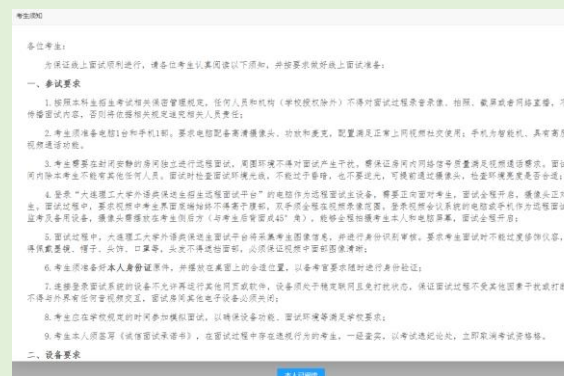 考生须知
各位考生：
为保证线上面试顺利进行，请各位考生认真阅读以下须知，并按要求做好线上面试准备：
一、参试要求
1.按照本科生招生考试相关保密管理规定，任何人员和机构（学校授权除外）不得对面试过程录音录像、拍照、截屏或者网络直播，不
传播面试内容，否则将依据相关规定追究相关人员责任；
2.考生须准备电脑1台和手机1部。要求电脑配备高清摄像头、功放和麦克，配置满足正常上网视频社交使用；手机为智能机、具有高质
视频通话功能。
3.考生需要在封闭安静的房间独立进行远程面试，周围环境不得对面试产生干扰，需保证房间内网络信号质量满足视频通话需求。面试
间内除本考生不能有其他任何人员。面试时检查面试环境光线，不能过于昏暗，也不要逆光，可提前通过摄像头，检查环境亮度是否合适；
4.登录“大连理工大学外语类保送生招生远程面试平台”的电脑作为远程面试主设备，需要正向面对考生，面试全程开启，摄像头正对
生。面试过程中，要求视频中考生界面底端始终不得高于腰部，双手须全程在视频录像范围。登录视频会议系统的电脑或手机作为远程面试
监考及备用设备，摄像头需摆放在考生侧后方（与考生后背面成45°角），能够全程拍摄考生本人和电脑屏幕，面试全程开启；
5.面试过程中，大连理工大学外语类保送生面试平台将采集考生图像信息，并进行身份识别审核。要求考生面试时不能过度修饰仪容，
得佩戴墨镜、帽子、头饰、口罩等，头发不得遮挡面部，必须保证视频中面部图像清晰；
6.考生须准备好本人身份证原件，并摆放在桌面上的合适位置，以备考官要求随时进行身份验证；
7.连接登录面试系统的设备不允许再运行其他网页或软件，设备须处于稳定联网且免打扰状态，保证面试过程不受其他因素干扰或打断
不得与外界有任何音视频交互，面试房间其他电子设备必须关闭；
8.考生应在学校规定的时间参加模拟面试，以确保设备功能、面试环境等满足学校要求；
9.考生本人须签写《诚信面试承诺书》，在面试过程中存在违规行为的考生，一经查实，以考试违纪论处，立即取消考试资格格。
二、设备要求
本人已阅读